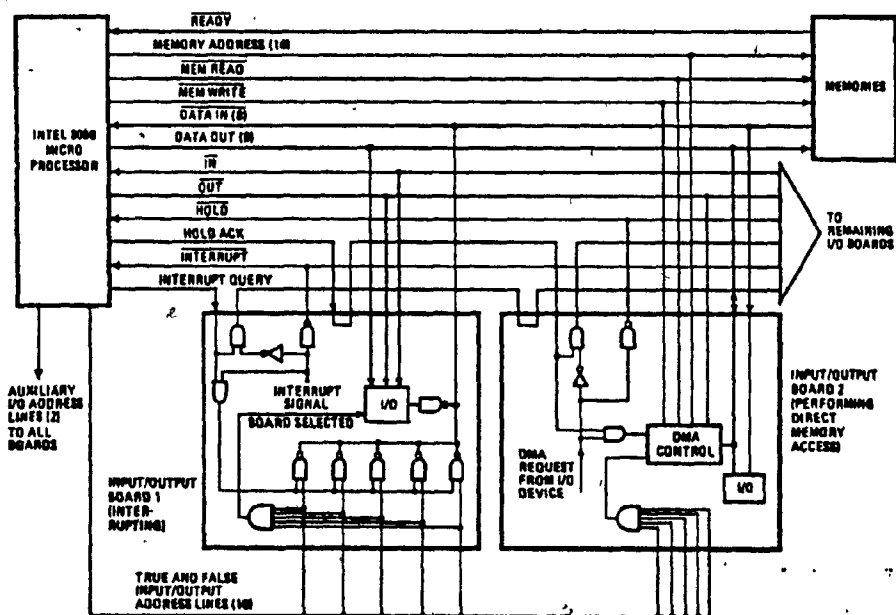 READY
MEMORY ADDRESS (16)
MEM READ
MEM WRITE
DATA IN (8)
DATA OUT (8)
IN
OUT
HOLD
HOLD ACK
INTERRUPT
INTERRUPT QUERY
INTEL 8080
MICRO
PROCESSOR
MEMORIES
TO
REMAINING
I/O BOARDS
AUXILIARY
I/O ADDRESS
LINES (2)
TO ALL
BOARDS
INTERRUPT
SIGNAL
BOARD SELECTED
I/O
INPUT/OUTPUT
BOARD 1
(INTER-
RUPTING)
DMA
REQUEST
FROM I/O
DEVICE
DMA
CONTROL
I/O
INPUT/OUTPUT
BOARD 2
(PERFORMING
DIRECT
MEMORY
ACCESS)
TRUE AND FALSE
INPUT/OUTPUT
ADDRESS LINES (16)